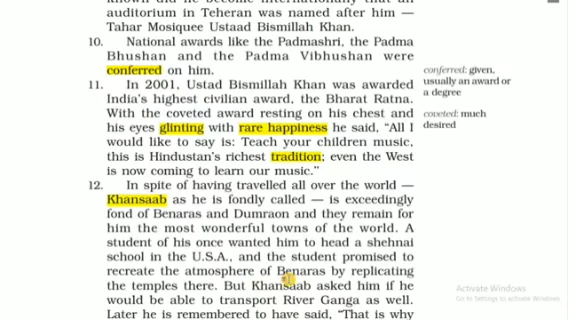 known did he become internationally that an
auditorium in Teheran was named after him —
Tahar Mosiquee Ustaad Bismillah Khan.
10. National awards like the Padmashri, the Padma
Bhushan and the Padma Vibhushan were
conferred on him.
conferred: given,
usually an award or
a degree
11. In 2001, Ustad Bismillah Khan was awarded
India's highest civilian award, the Bharat Ratna.
With the coveted award resting on his chest and
his eyes glinting with rare happiness he said, “All I
would like to say is: Teach your children music,
this is Hindustan's richest tradition; even the West
is now coming to learn our music.”
coveted: much
desired
12. In spite of having travelled all over the world —
Khansaab as he is fondly called — is exceedingly
fond of Benaras and Dumraon and they remain for
him the most wonderful towns of the world. A
student of his once wanted him to head a shehnai
school in the U.S.A., and the student promised to
recreate the atmosphere of Benaras by replicating
the temples there. But Khansaab asked him if he
would be able to transport River Ganga as well.
Later he is remembered to have said, “That is why
Activate Windows
Go to Settings to activate Windows